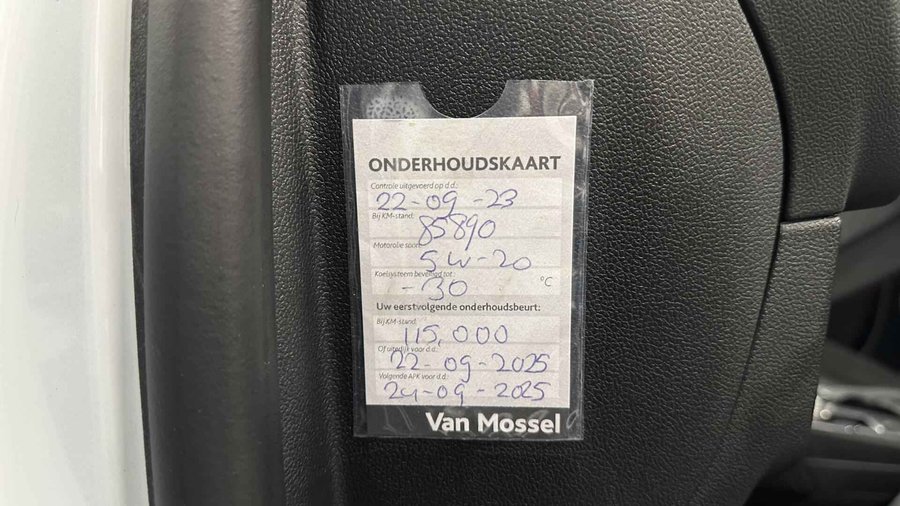 ONDERHOUDSKAART
Controle uitgevoerd op d.d.:
22-09-23
Bij KM-stand:
85890
Motorolie soort:
5W-20
Koelsysteem beveiligd tot:
-30 °C
Uw eerstvolgende onderhoudsbeurt:
Bij KM-stand:
115,000
Of uiterlijk voor d.d.:
22-09-2025
Volgende APK voor d.d.:
24-09-2025
Van Mossel